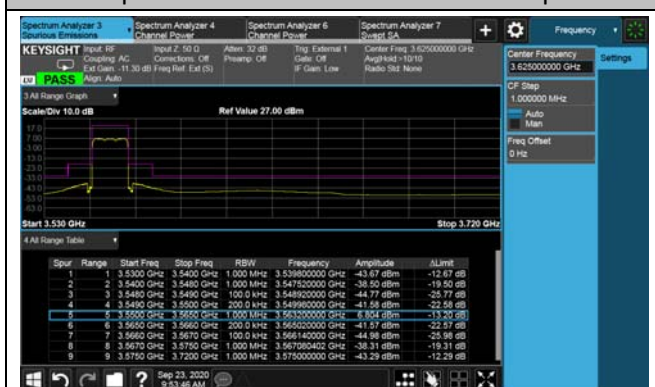 Spectrum Analyzer 3
Spurious Emissions
Spectrum Analyzer 4
Channel Power
Spectrum Analyzer 6
Channel Power
Spectrum Analyzer 7
Swept SA
+
Frequency
KEYSIGHT Input: RF Input Z: 50 Ω Atten: 32 dB Trig: External 1 Center Freq: 3.625000000 GHz
Coupling: AC Corrections: Off Preamp: Off Gate: Off Avg|Hold:>10/10
Ext Gain: -11.30 dB Freq Ref: Ext (S) IF Gain: Low Radio Std: None
PASS Align: Auto
Center Frequency
3.625000000 GHz
Settings
CF Step
1.000000 MHz
Auto
Man
Freq Offset
0 Hz
3 All Range Graph
Scale/Div 10.0 dB Ref Value 27.00 dBm
17.0
7.00
-3.00
-13.0
-23.0
-33.0
-43.0
-53.0
-63.0
Start 3.530 GHz Stop 3.720 GHz
4 All Range Table
Spur Range Start Freq Stop Freq RBW Frequency Amplitude ΔLimit
1 1 3.5300 GHz 3.5400 GHz 1.000 MHz 3.539800000 GHz -43.67 dBm -12.67 dB
2 2 3.5400 GHz 3.5480 GHz 1.000 MHz 3.547520000 GHz -38.50 dBm -19.50 dB
3 3 3.5480 GHz 3.5490 GHz 100.0 kHz 3.548920000 GHz -44.77 dBm -25.77 dB
4 4 3.5490 GHz 3.5500 GHz 200.0 kHz 3.549980000 GHz -41.58 dBm -22.58 dB
5 5 3.5500 GHz 3.5650 GHz 1.000 MHz 3.563200000 GHz 6.804 dBm -13.20 dB
6 6 3.5650 GHz 3.5660 GHz 200.0 kHz 3.565020000 GHz -41.57 dBm -22.57 dB
7 7 3.5660 GHz 3.5670 GHz 100.0 kHz 3.566140000 GHz -44.98 dBm -25.98 dB
8 8 3.5670 GHz 3.5750 GHz 1.000 MHz 3.567080402 GHz -38.31 dBm -19.31 dB
9 9 3.5750 GHz 3.7200 GHz 1.000 MHz 3.575000000 GHz -43.29 dBm -12.29 dB
Sep 23, 2020
9:53:46 AM